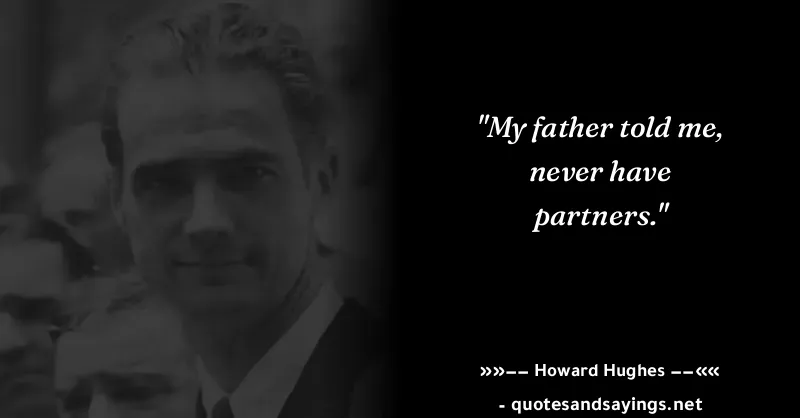 "My father told me,
never have
partners."
»»−− Howard Hughes −−««
- quotesandsayings.net